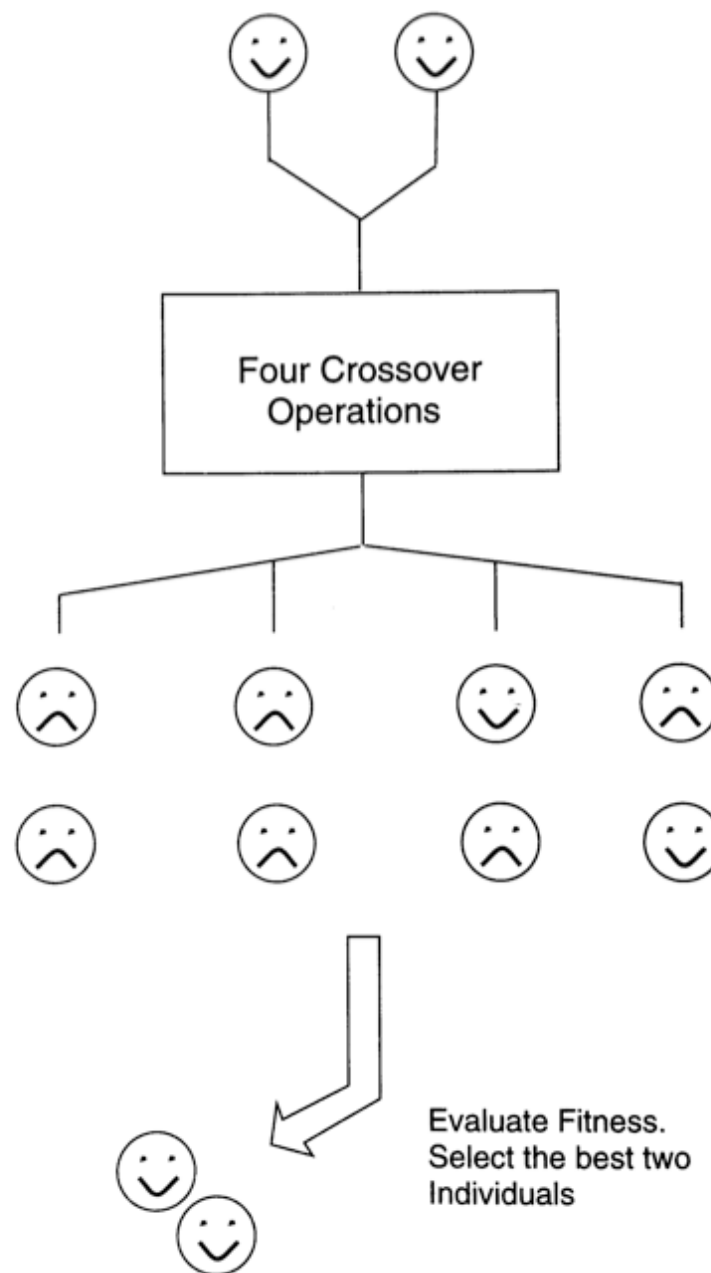 Four Crossover
Operations
Evaluate Fitness.
Select the best two
Individuals